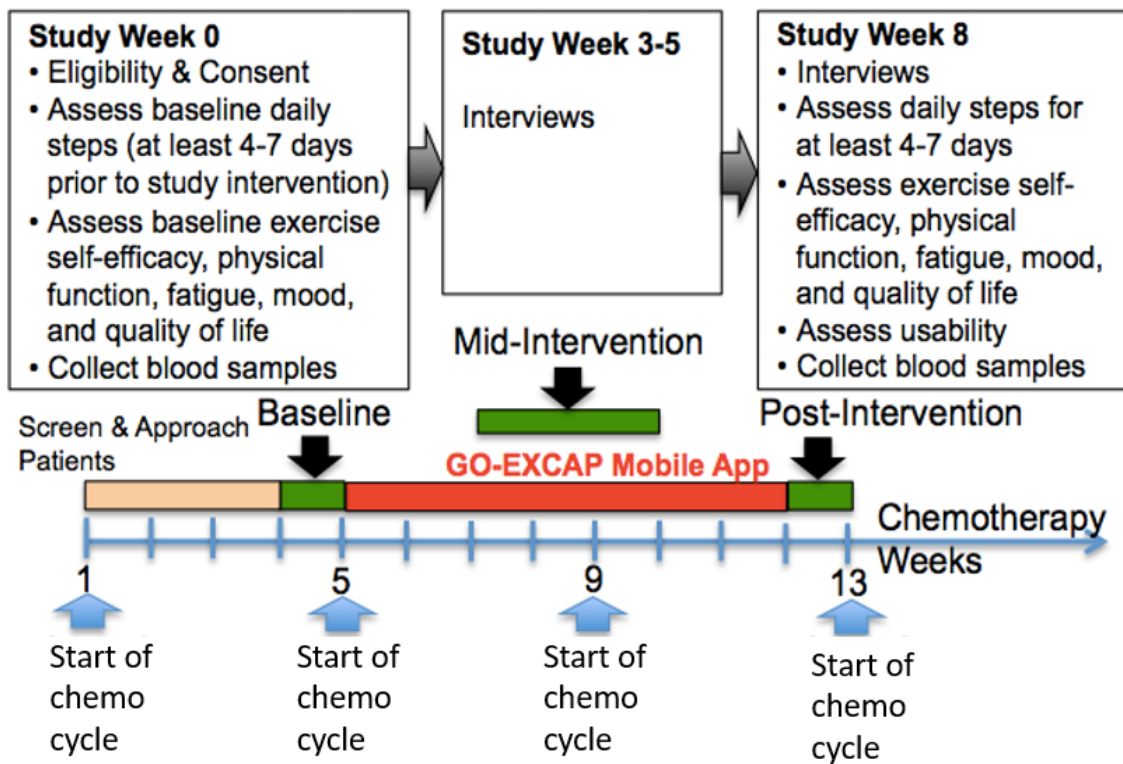 Study Week 0
• Eligibility & Consent
• Assess baseline daily
steps (at least 4-7 days
prior to study intervention)
• Assess baseline exercise
self-efficacy, physical
function, fatigue, mood,
and quality of life
• Collect blood samples
Study Week 3-5
Interviews
Study Week 8
• Interviews
• Assess daily steps for
at least 4-7 days
• Assess exercise self-
efficacy, physical
function, fatigue, mood,
and quality of life
• Assess usability
• Collect blood samples
Mid-Intervention
Screen & Approach
Patients
Baseline
Post-Intervention
GO-EXCAP Mobile App
Chemotherapy
Weeks
1
5
9
13
Start of
chemo
cycle
Start of
chemo
cycle
Start of
chemo
cycle
Start of
chemo
cycle